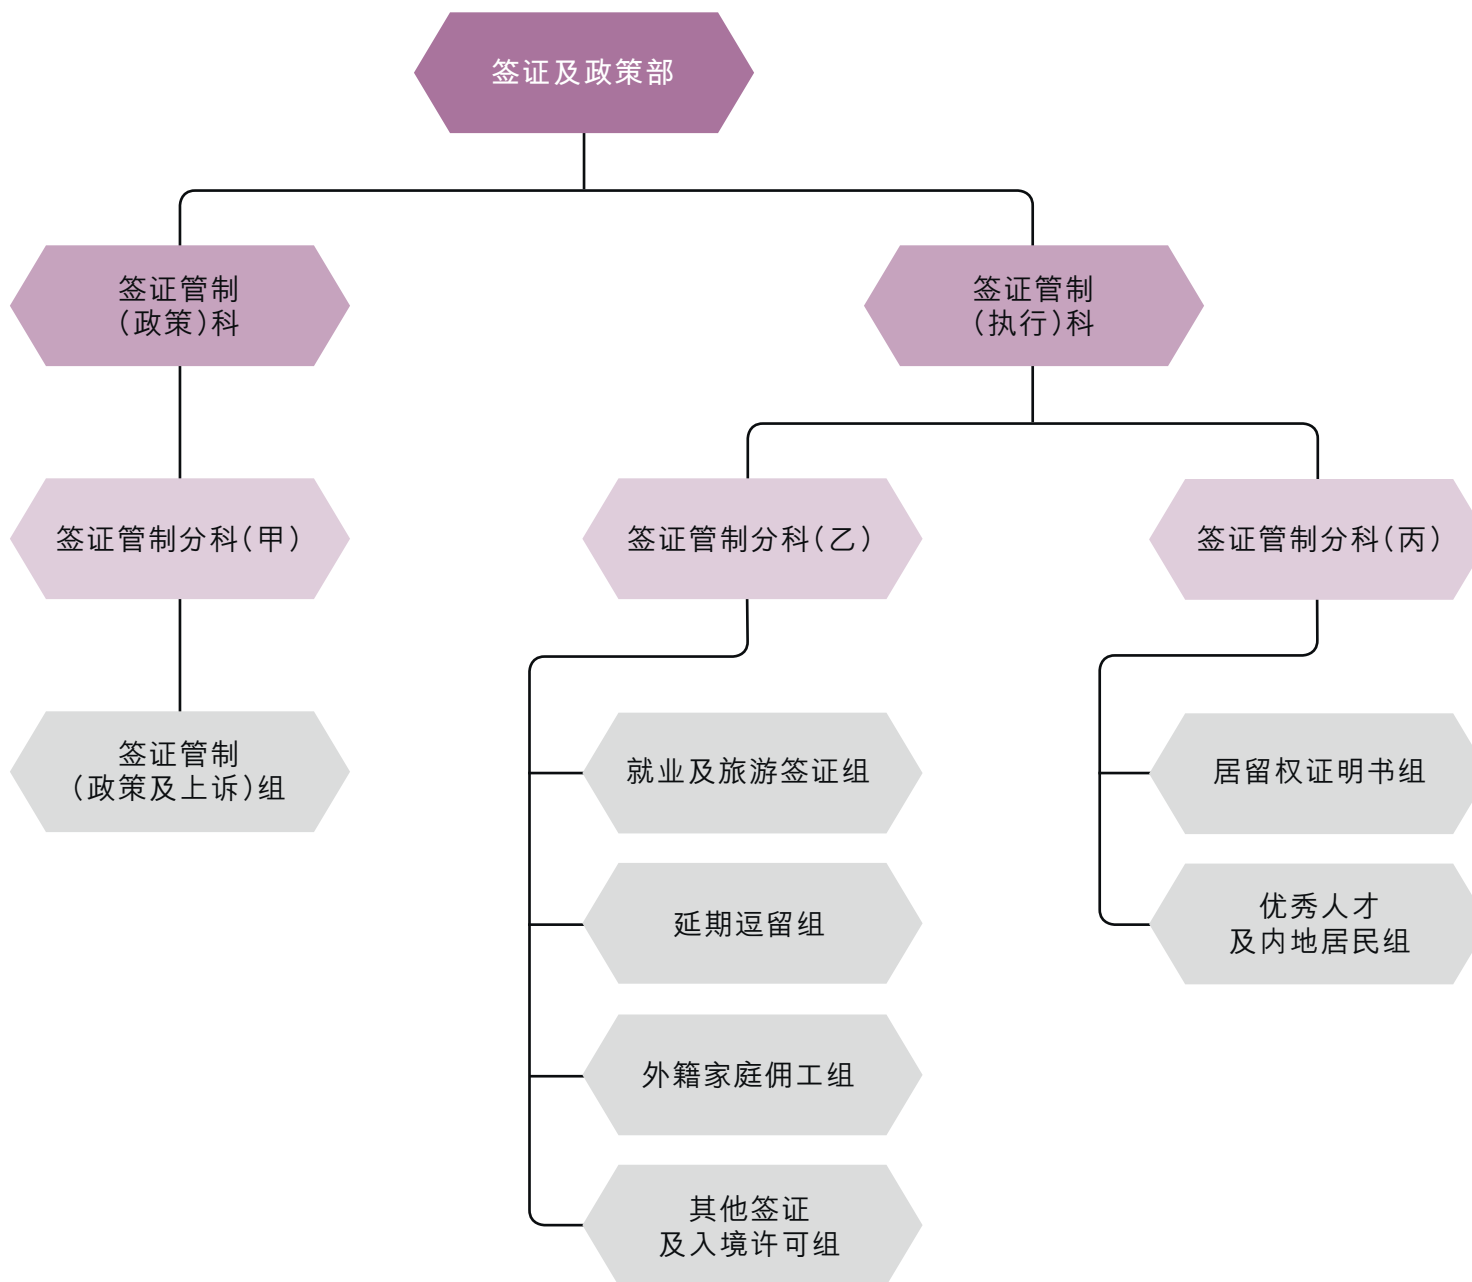 签证及政策部
签证管制
（政策）科
签证管制
（执行）科
签证管制分科（甲）
签证管制分科（乙）
签证管制分科（丙）
签证管制
（政策及上诉）组
就业及旅游签证组
居留权证明书组
延期逗留组
优秀人才
及内地居民组
外籍家庭佣工组
其他签证
及入境许可组